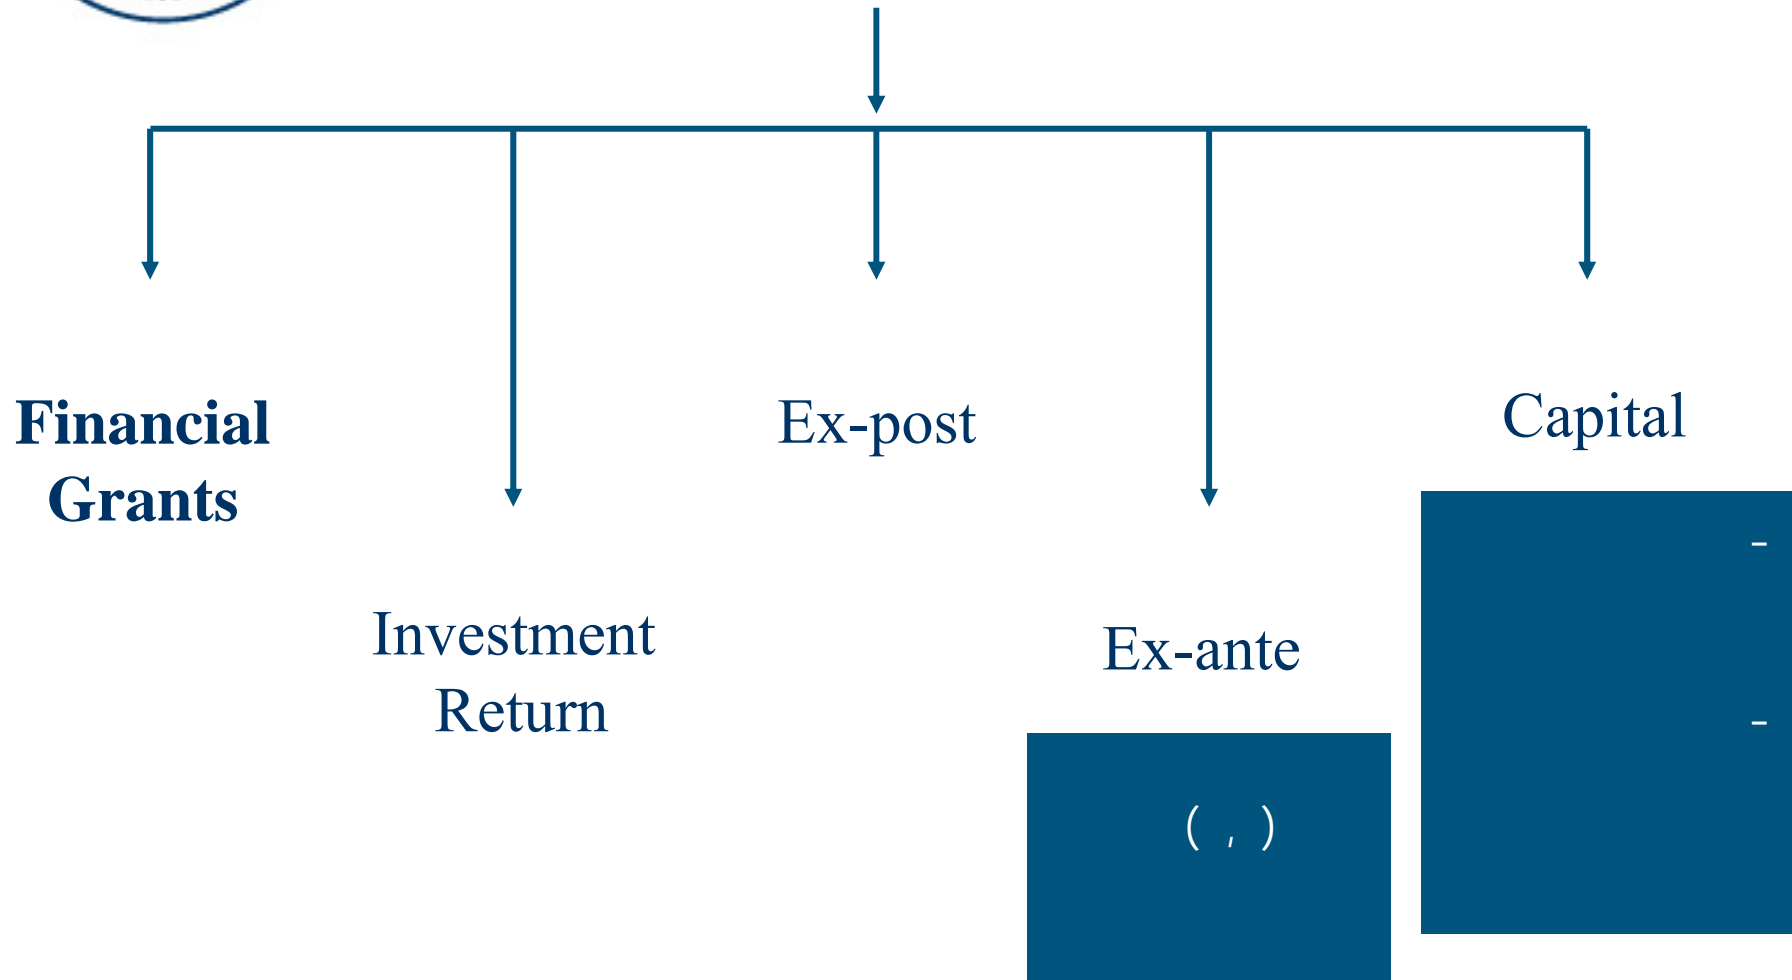 Financial
Grants
Investment
Return
Ex-post
Ex-ante
( , )
Capital
-
-